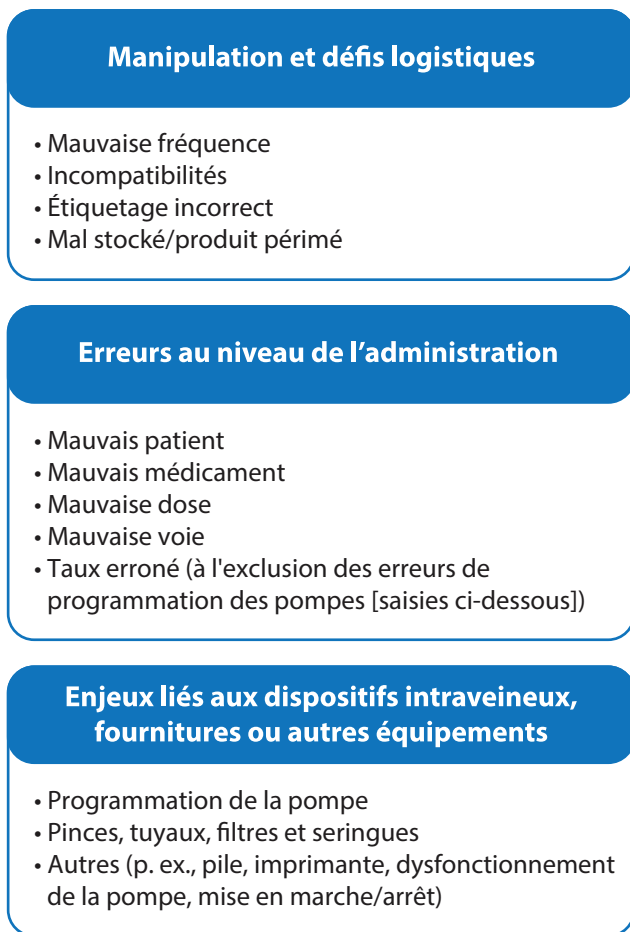 Manipulation et défis logistiques
• Mauvaise fréquence
• Incompatibilités
• Étiquetage incorrect
• Mal stocké/produit périmé
Erreurs au niveau de l’administration
• Mauvais patient
• Mauvais médicament
• Mauvaise dose
• Mauvaise voie
• Taux erroné (à l'exclusion des erreurs de
programmation des pompes [saisies ci-dessous])
Enjeux liés aux dispositifs intraveineux,
fournitures ou autres équipements
• Programmation de la pompe
• Pinces, tuyaux, filtres et seringues
• Autres (p. ex., pile, imprimante, dysfonctionnement
de la pompe, mise en marche/arrêt)